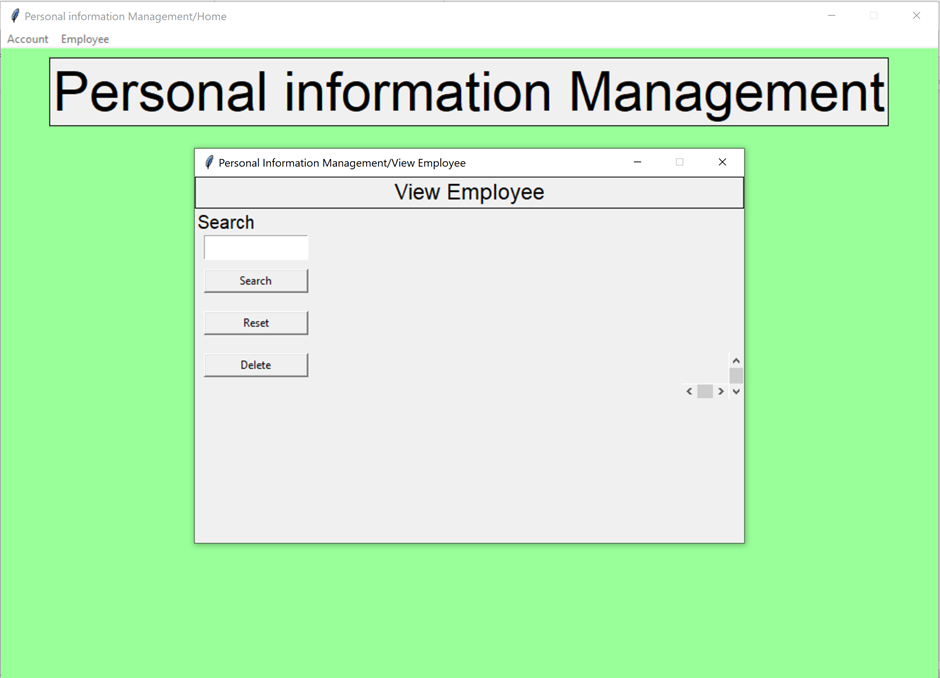 Personal information Management/Home
Account Employee
Personal information Management
Personal Information Management/View Employee
View Employee
Search
Search
Reset
Delete